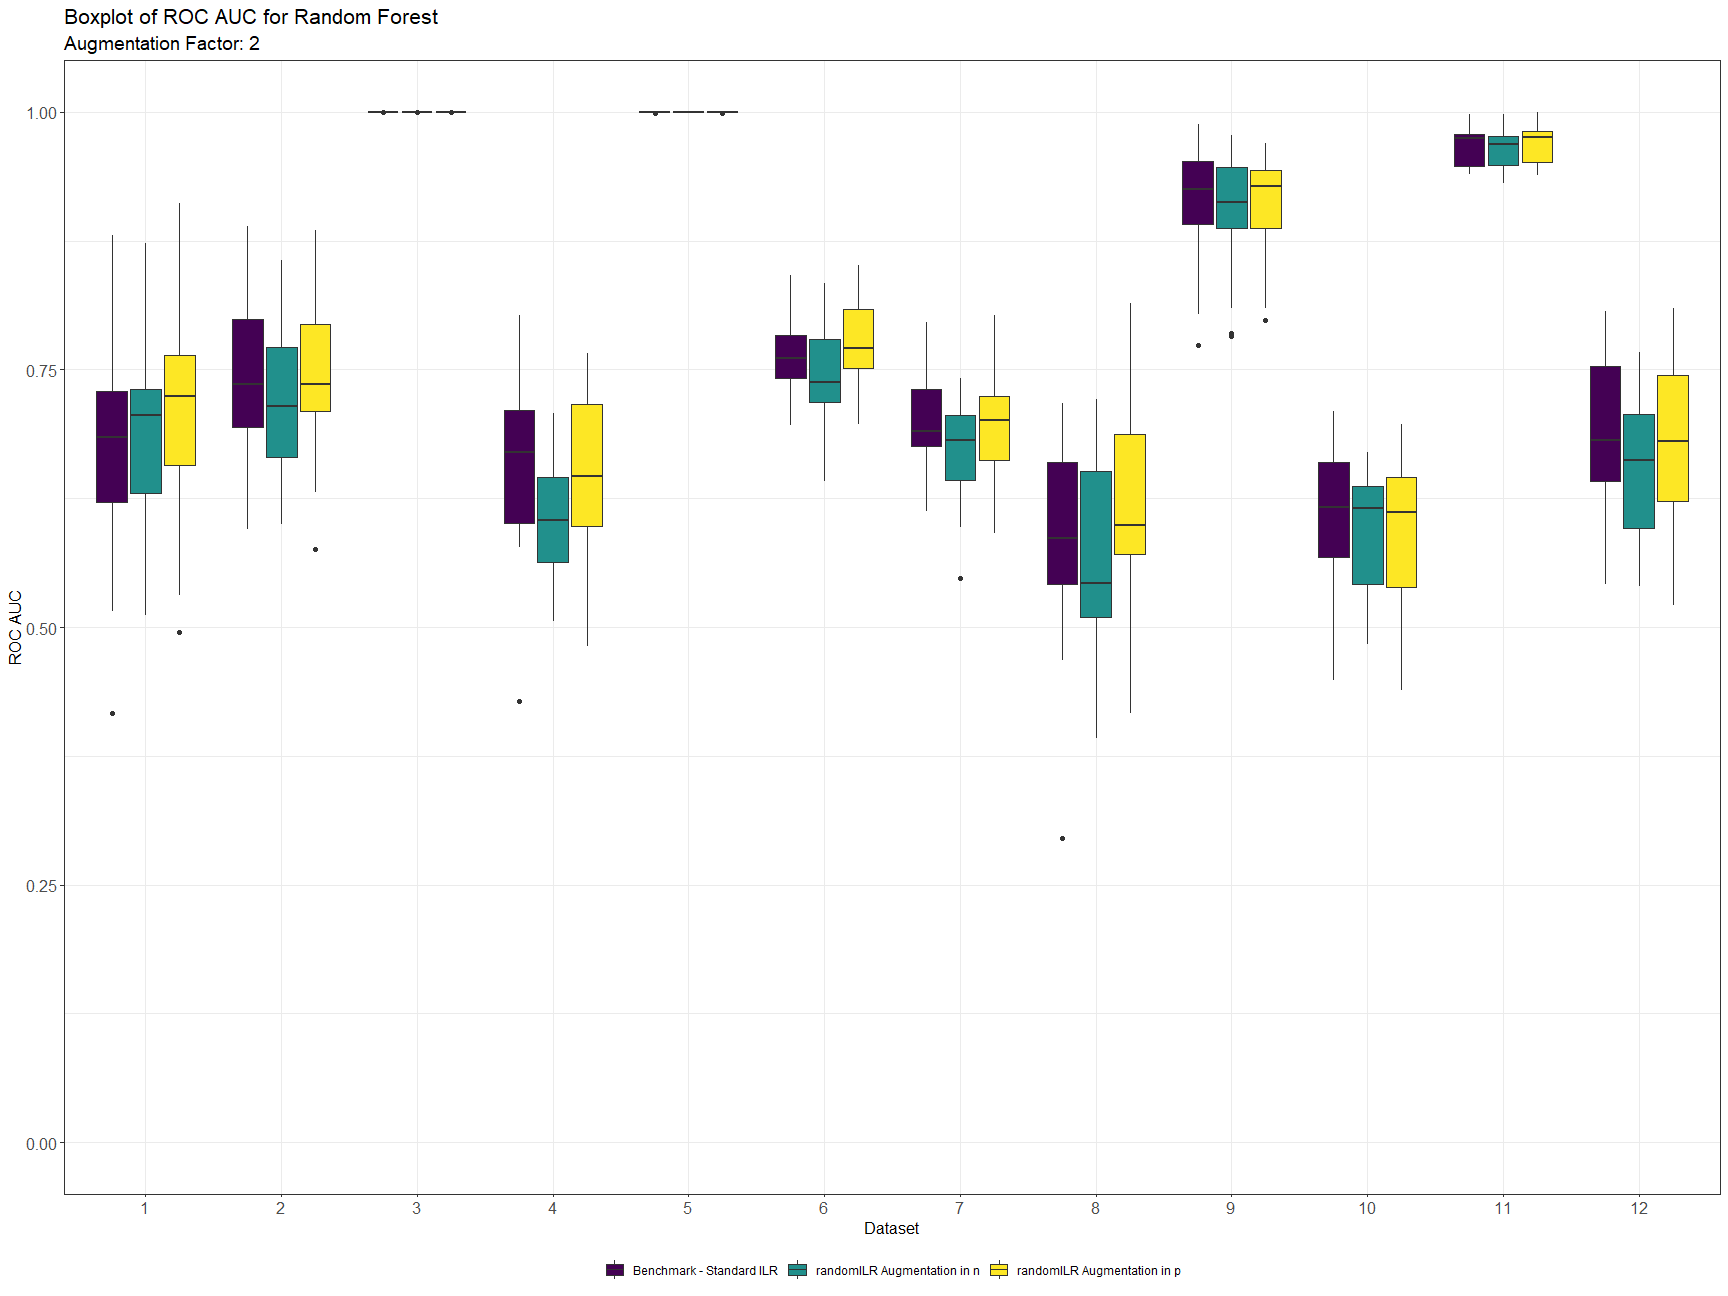 Boxplot of ROC AUC for Random Forest
Augmentation Factor: 2
ROC AUC
1.00
0.75
0.50
0.25
0.00
1 2 3 4 5 6 7 8 9 10 11 12
Dataset
Benchmark - Standard ILR randomILR Augmentation in n randomILR Augmentation in p